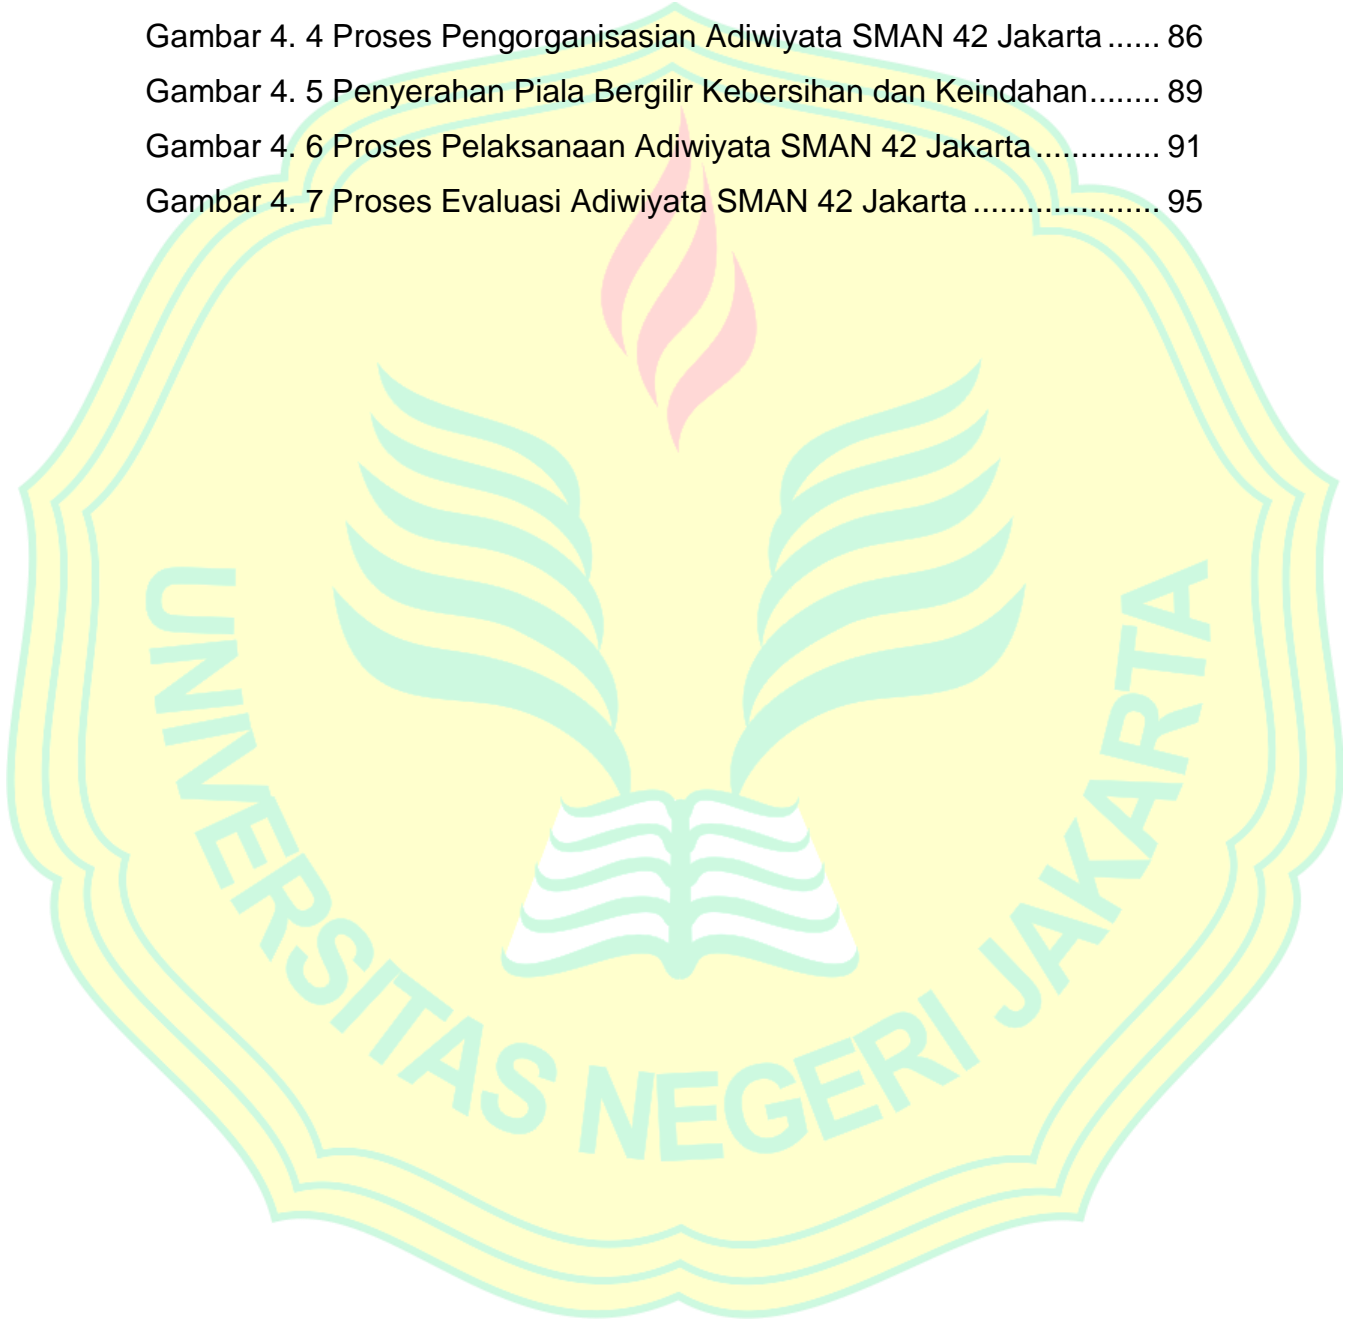 Gambar 4. 4 Proses Pengorganisasian Adiwiyata SMAN 42 Jakarta ...... 86
Gambar 4. 5 Penyerahan Piala Bergilir Kebersihan dan Keindahan........ 89
Gambar 4. 6 Proses Pelaksanaan Adiwiyata SMAN 42 Jakarta .............. 91
Gambar 4. 7 Proses Evaluasi Adiwiyata SMAN 42 Jakarta ..................... 95
UNIVERSITAS NEGERI JAKARTA